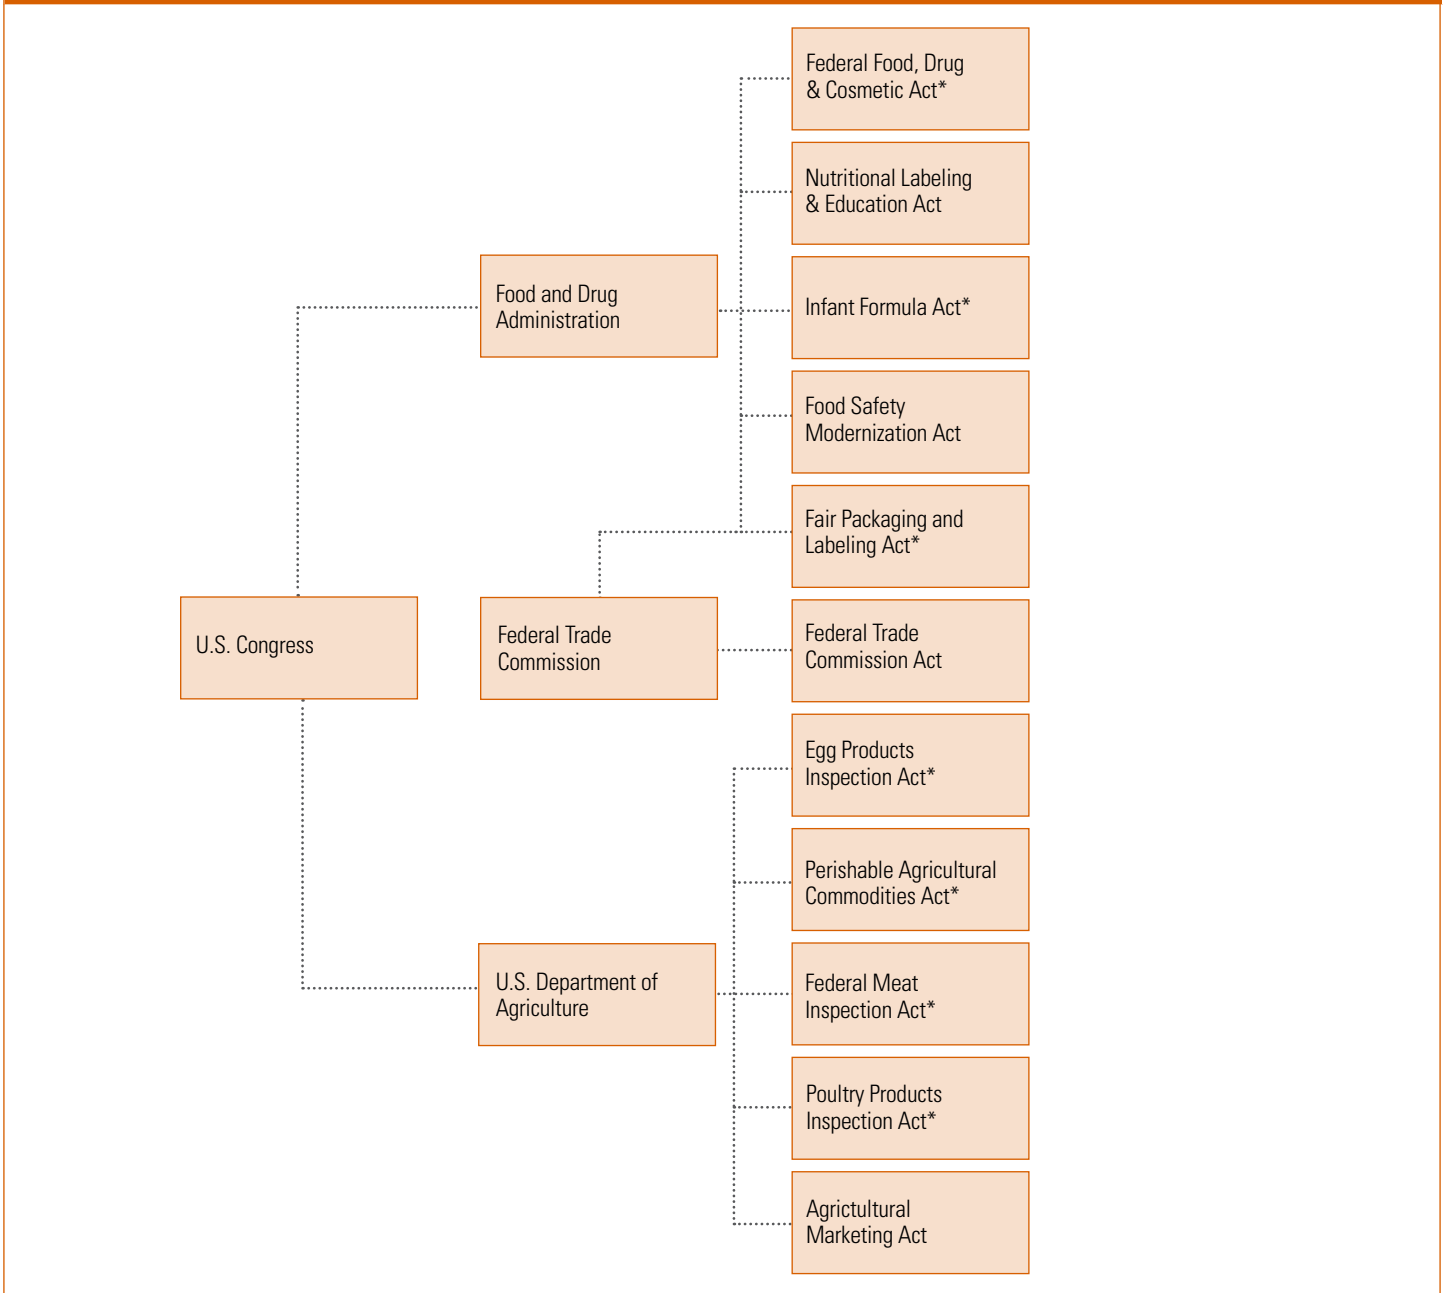 Federal Food, Drug
& Cosmetic Act*
Nutritional Labeling
& Education Act
Food and Drug
Administration
Infant Formula Act*
Food Safety
Modernization Act
Fair Packaging and
Labeling Act*
U.S. Congress
Federal Trade
Commission
Federal Trade
Commission Act
Egg Products
Inspection Act*
Perishable Agricultural
Commodities Act*
U.S. Department of
Agriculture
Federal Meat
Inspection Act*
Poultry Products
Inspection Act*
Agrictultural
Marketing Act